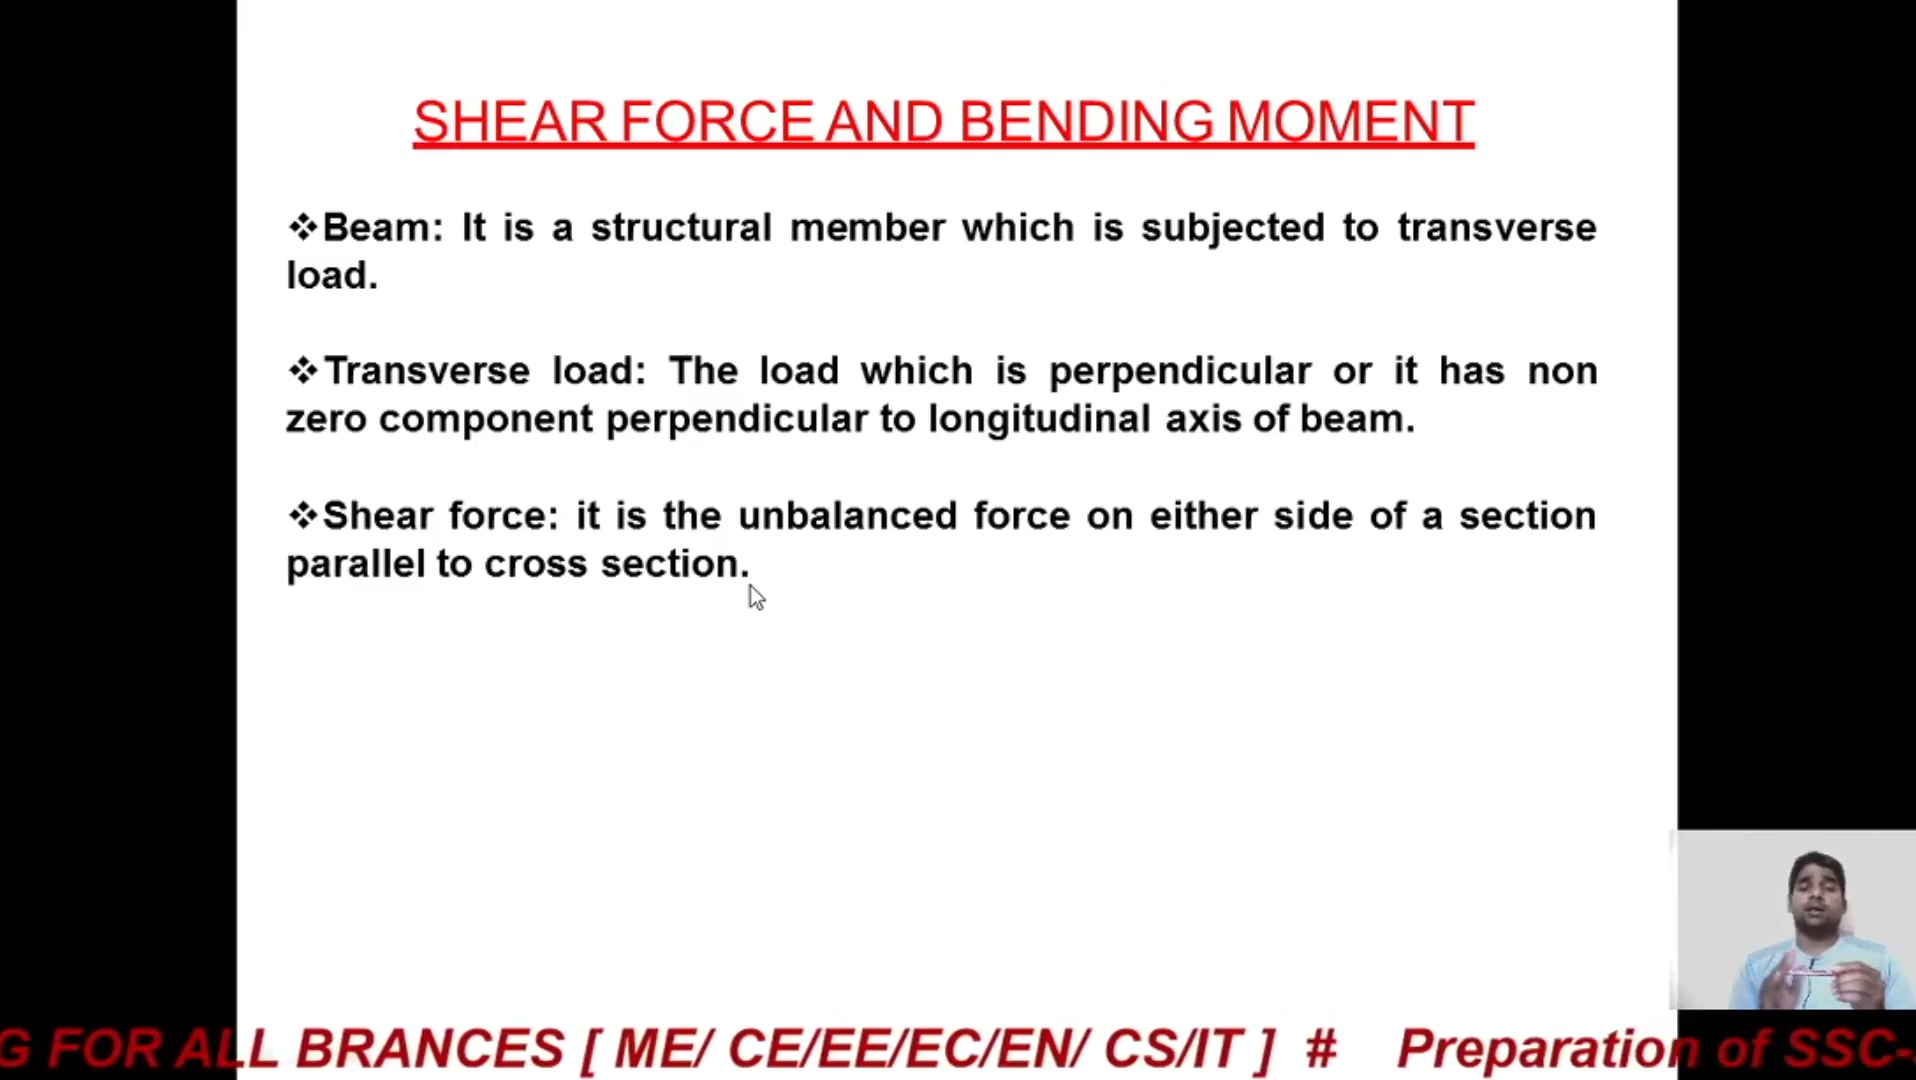 SHEAR FORCE AND BENDING MOMENT
❖Beam: It is a structural member which is subjected to transverse
load.
❖Transverse load: The load which is perpendicular or it has non
zero component perpendicular to longitudinal axis of beam.
❖Shear force: it is the unbalanced force on either side of a section
parallel to cross section.
G FOR ALL BRANCES [ ME/ CE/EE/EC/EN/ CS/IT ] # Preparation of SSC-